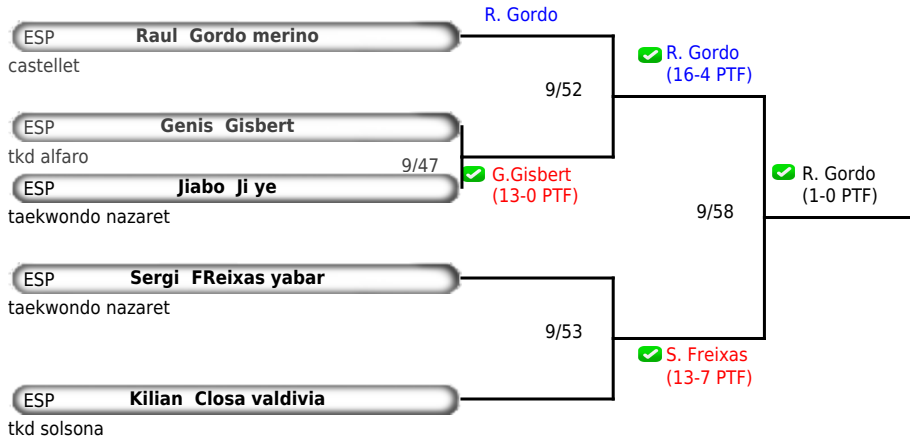 R. Gordo
ESP Raul Gordo merino
castellet
R. Gordo
(16-4 PTF)
9/52
ESP Genis Gisbert
tkd alfaro
9/47
G.Gisbert
(13-0 PTF)
ESP Jiabo Ji ye
taekwondo nazaret
R. Gordo
(1-0 PTF)
9/58
ESP Sergi FReixas yabar
taekwondo nazaret
9/53
S. Freixas
(13-7 PTF)
ESP Kilian Closa valdivia
tkd solsona